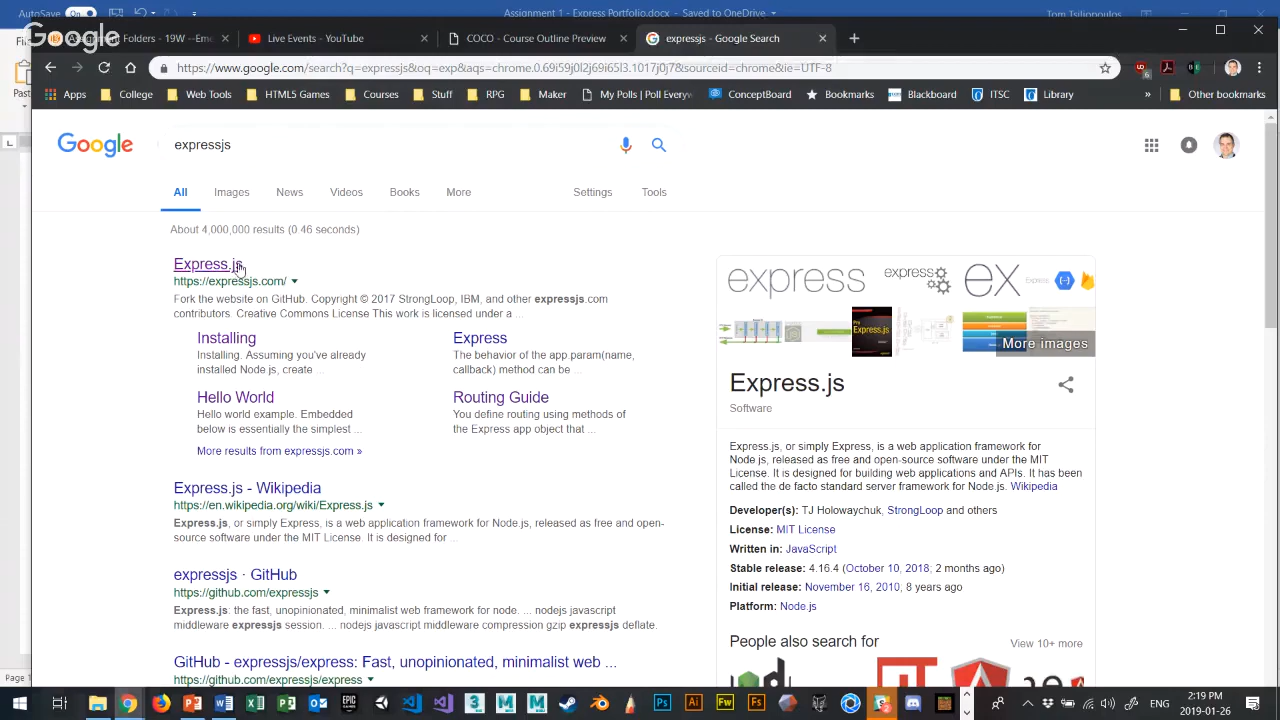 AutoSave
Assignment 1 - Express Portfolio.docx - Saved to OneDrive
Tom Tsiliopoulos
Google
Folders - 19W
Live Events - YouTube
COCO - Course Outline Preview
expressjs - Google Search
https://www.google.com/search?q=expressjs&oq=exp&aqs=chrome.0.69i59j0l2j69i65l3.1017j0j7&sourceid=chrome&ie=UTF-8
Apps
College
Web Tools
HTML5 Games
Courses
Stuff
RPG
Maker
My Polls | Poll Every
ConceptBoard
Authorize
Blackboard
ITSC
Library
»
Other bookmarks
Past
Google
expressjs
All
Images
News
Videos
Books
More
Settings
Tools
About 4,000,000 results (0.46 seconds)
Express.js
https://expressjs.com/
Fork the website on GitHub. Copyright © 2017 StrongLoop, IBM, and other expressjs.com
contributors. Creative Commons License This work is licensed under a ...
Installing
Installing. Assuming you've already
installed Node js, create ...
Express
The behavior of the app.param(name,
callback) method can be ...
Hello World
Hello world example. Embedded
below is essentially the simplest ...
Routing Guide
You define routing using methods of
the Express app object that ...
More results from expressjs.com »
Express.js - Wikipedia
https://en.wikipedia.org/wiki/Express.js
Express.js, or simply Express, is a web application framework for Node.js, released as free and open-
source software under the MIT License. It is designed for ...
expressjs · GitHub
https://github.com/expressjs
Express.js: the fast, unopinionated, minimalist web framework for node. ... nodejs javascript
middleware expressjs session. ... nodejs javascript middleware compression gzip expressjs deflate.
GitHub - expressjs/express: Fast, unopinionated, minimalist web ...
https://github.com/expressjs/express
express
express
ex
Express.js
More images
Express.js
Software
Express.js, or simply Express, is a web application framework for
Node js, released as free and open-source software under the MIT
License. It is designed for building web applications and APIs. It has been
called the de facto standard server framework for Node.js. Wikipedia
Developer(s): TJ Holowaychuk, StrongLoop and others
License: MIT License
Written in: JavaScript
Stable release: 4.16.4 (October 10, 2018; 2 months ago)
Initial release: November 16, 2010; 8 years ago
Platform: Node.js
People also search for
View 10+ more
Page 1
Ps
Ai
Fw
Fs
ENG
2:19 PM
2019-01-26